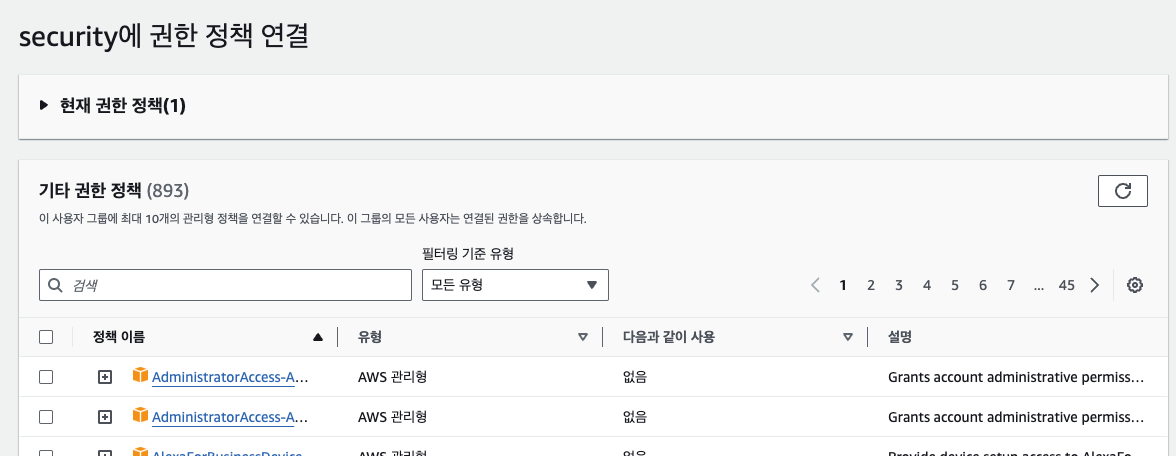 security에 권한 정책 연결
▶ 현재 권한 정책(1)
기타 권한 정책 (893)
이 사용자 그룹에 최대 10개의 관리형 정책을 연결할 수 있습니다. 이 그룹의 모든 사용자는 연결된 권한을 상속합니다.
필터링 기준 유형
검색 모든 유형 ▼ < 1 2 3 4 5 6 7 ... 45 >
정책 이름 ▲ 유형 ▽ 다음과 같이 사용 ▽ 설명
AdministratorAccess-A... AWS 관리형 없음 Grants account administrative permiss...
AdministratorAccess-A... AWS 관리형 없음 Grants account administrative permiss...
AlexaForBusinessDevice... AWS 관리형 없음 Provide device setup access to AlexaFo...